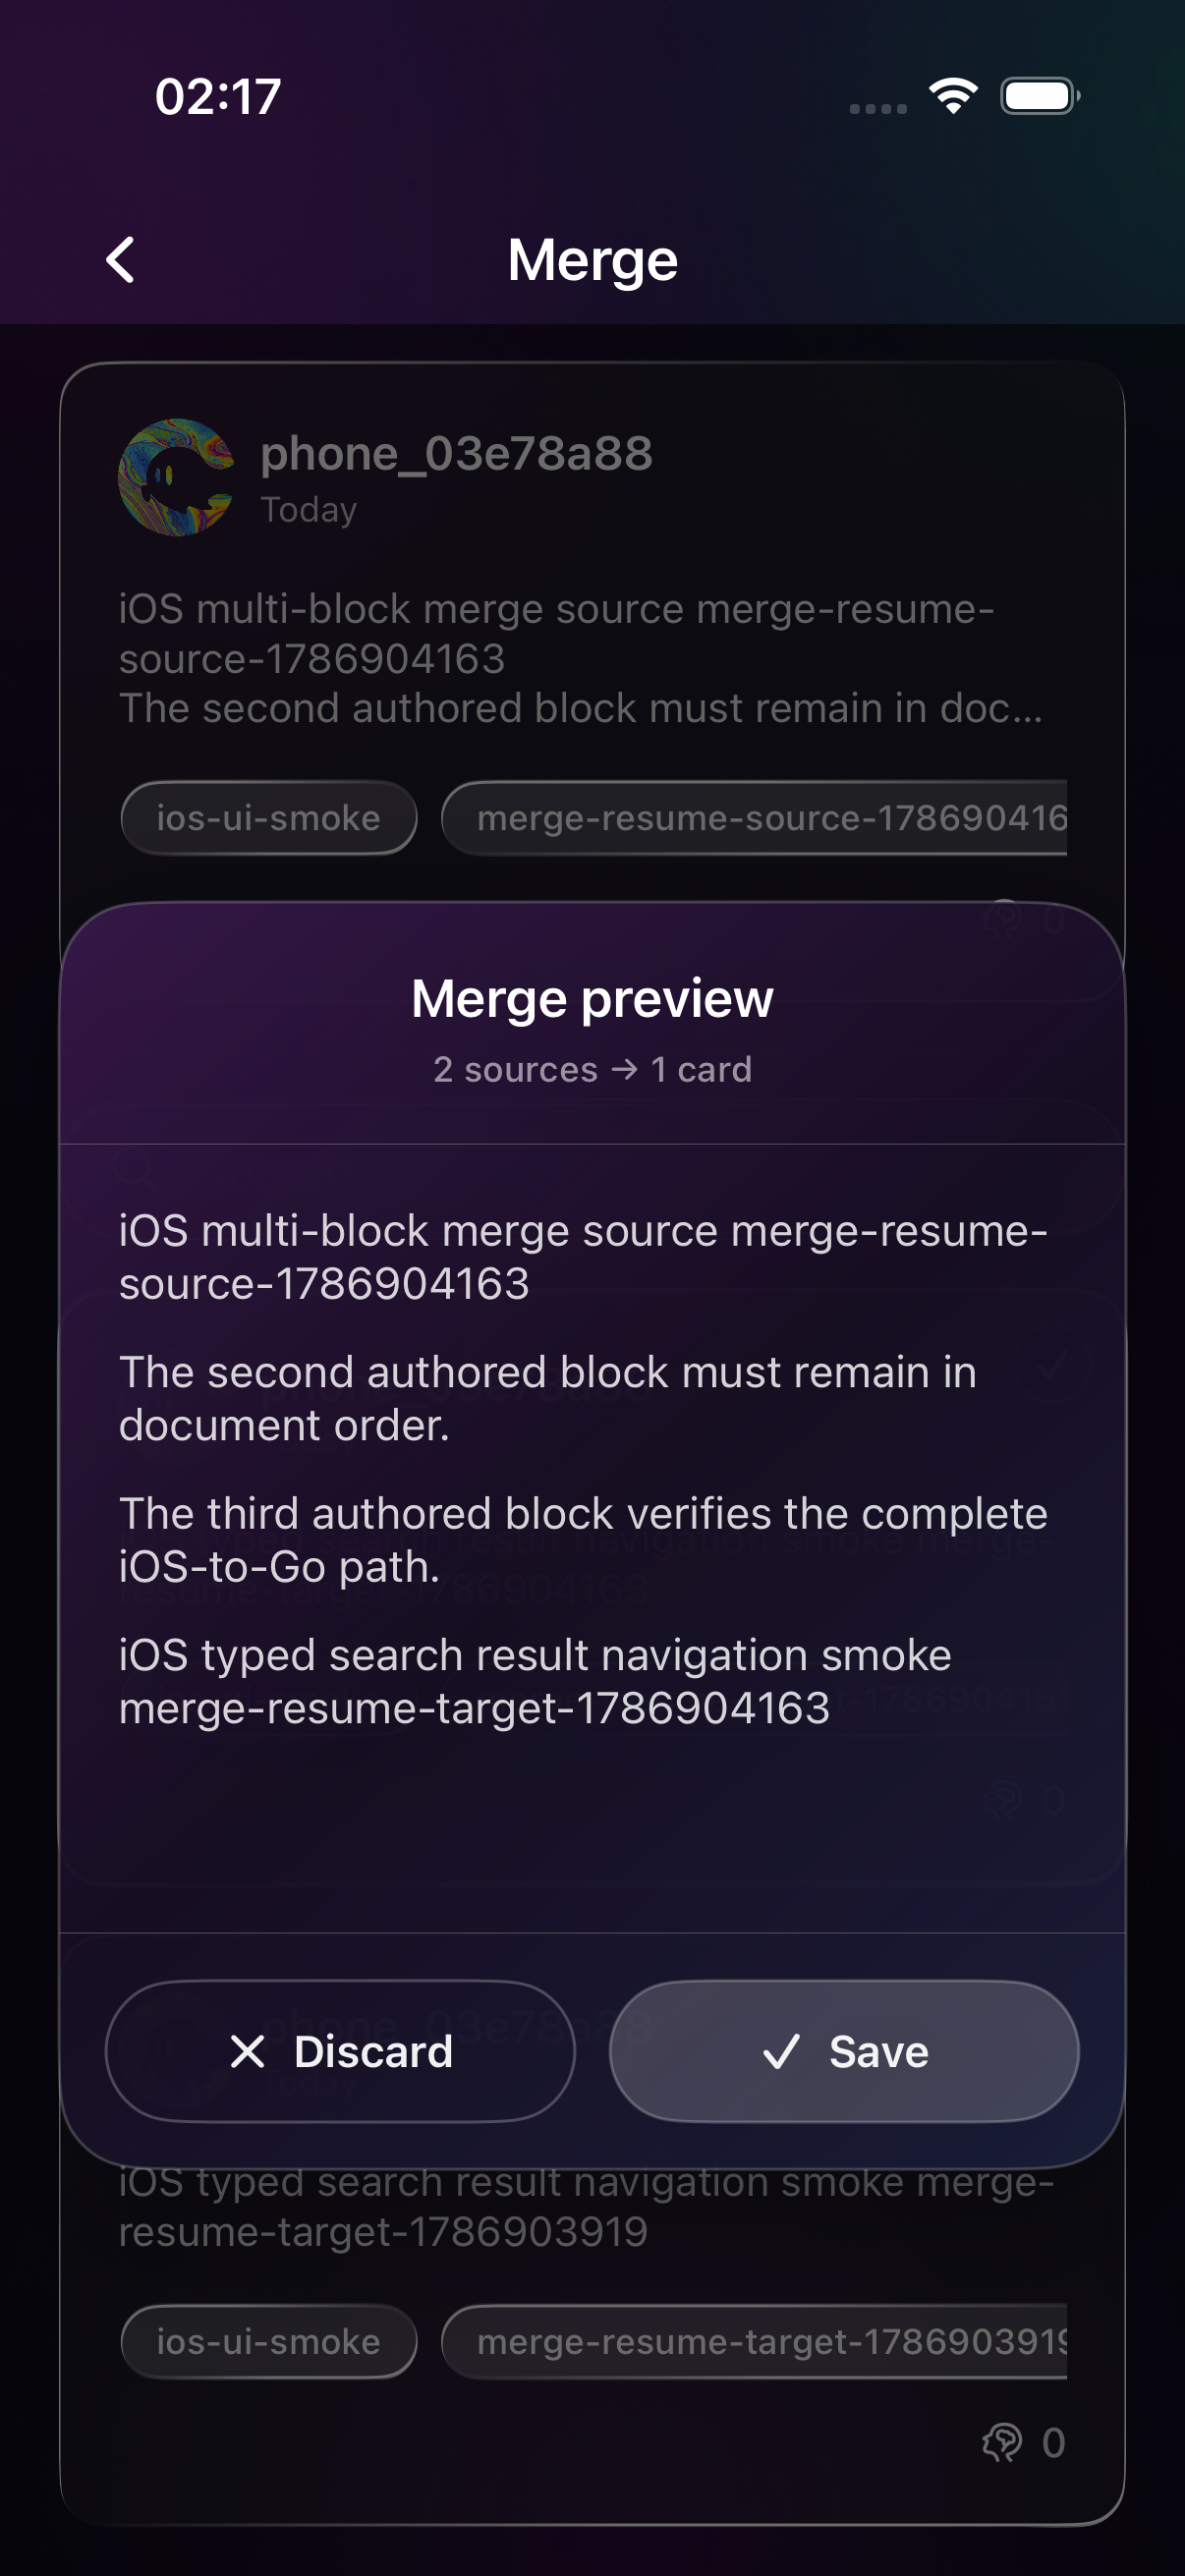 02:17
Merge
phone_03e78a88
Today
iOS multi-block merge source merge-resume-
source-1786904163
The second authored block must remain in doc...
ios-ui-smoke
merge-resume-source-178690416
0
Merge preview
2 sources → 1 card
iOS multi-block merge source merge-resume-
source-1786904163
The second authored block must remain in
document order.
The third authored block verifies the complete
iOS-to-Go path.
iOS typed search result navigation smoke
merge-resume-target-1786904163
0
Discard
Save
iOS typed search result navigation smoke merge-
resume-target-1786903919
ios-ui-smoke
merge-resume-target-1786903919
0